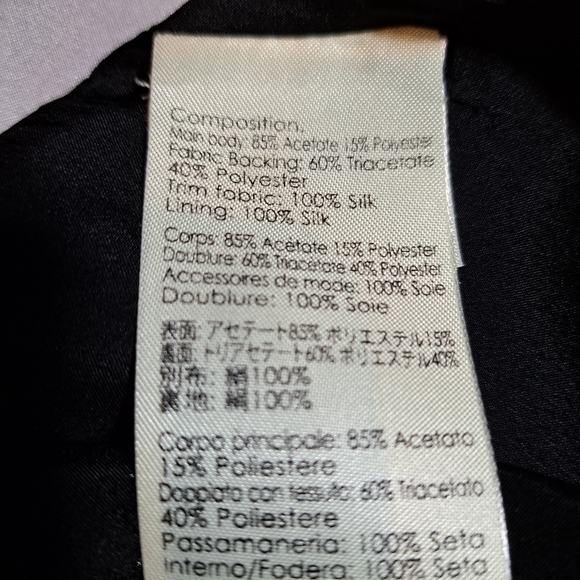 Composition.
Main body: 85% Acetate 15% Polyester
Fabric Backing: 60% Triacetate
40% Polyester
Trim fabric: 100% Silk
Lining: 100% Silk
Corps: 85% Acétate 15% Polyester
Doublure: 60% Triacetare 40% Polyester
Accessoires de mode: 100% Soie
Doublure: 100% Soie
表面: アセテート85% ポリエステル15%
裏面: トリアセテート60% ポリエステル40%
別布: 絹100%
裏地: 絹100%
Corpo principale: 85% Acetato
15% Poliestere
Doppiato con tessuto: 60% Triacetato
40% Poliestere
Passamaneria: 100% Seta
Interno/Fodera: 100% Seta